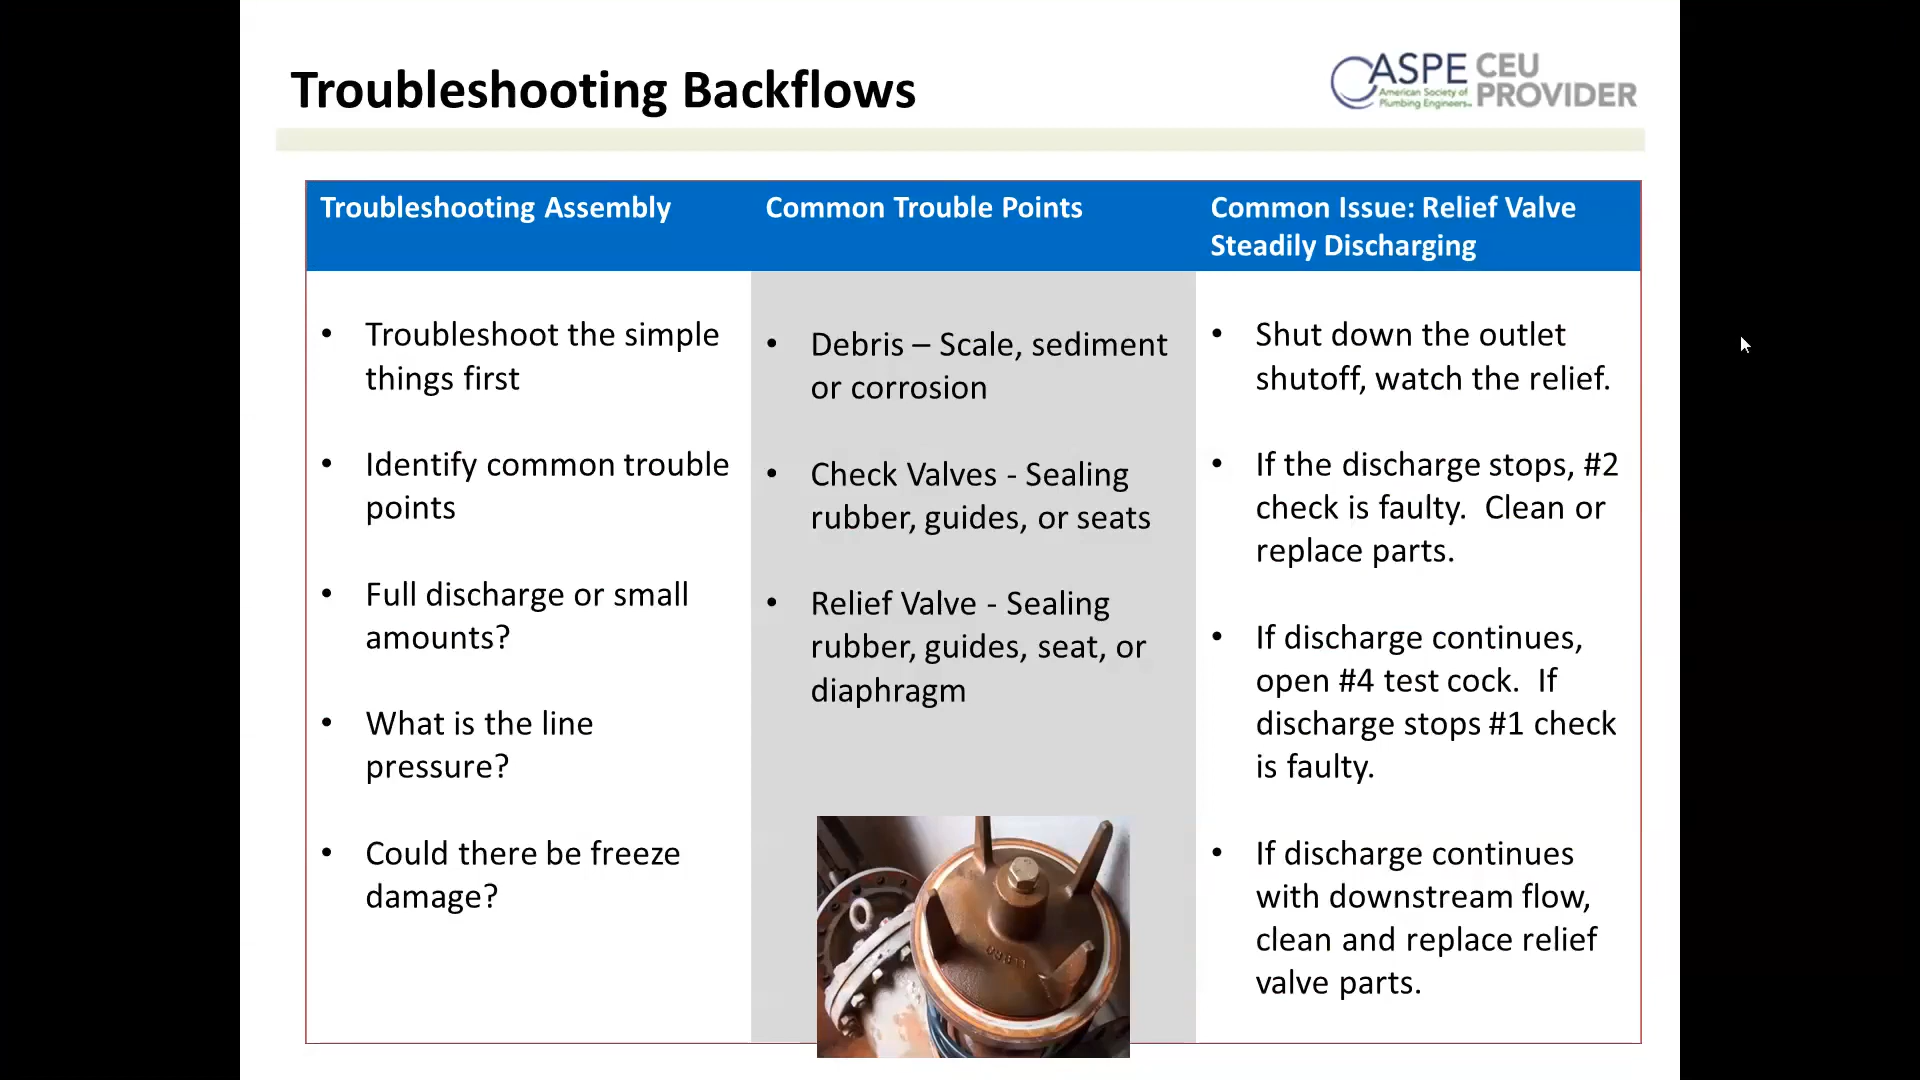 Troubleshooting Backflows
ASPE
American Society of
Plumbing Engineers
CEU
PROVIDER
Troubleshooting Assembly
Common Trouble Points
Common Issue: Relief Valve
Steadily Discharging
• Troubleshoot the simple
things first
• Identify common trouble
points
• Full discharge or small
amounts?
• What is the line
pressure?
• Could there be freeze
damage?
• Debris – Scale, sediment
or corrosion
• Check Valves - Sealing
rubber, guides, or seats
• Relief Valve - Sealing
rubber, guides, seat, or
diaphragm
• Shut down the outlet
shutoff, watch the relief.
• If the discharge stops, #2
check is faulty.  Clean or
replace parts.
• If discharge continues,
open #4 test cock.  If
discharge stops #1 check
is faulty.
• If discharge continues
with downstream flow,
clean and replace relief
valve parts.